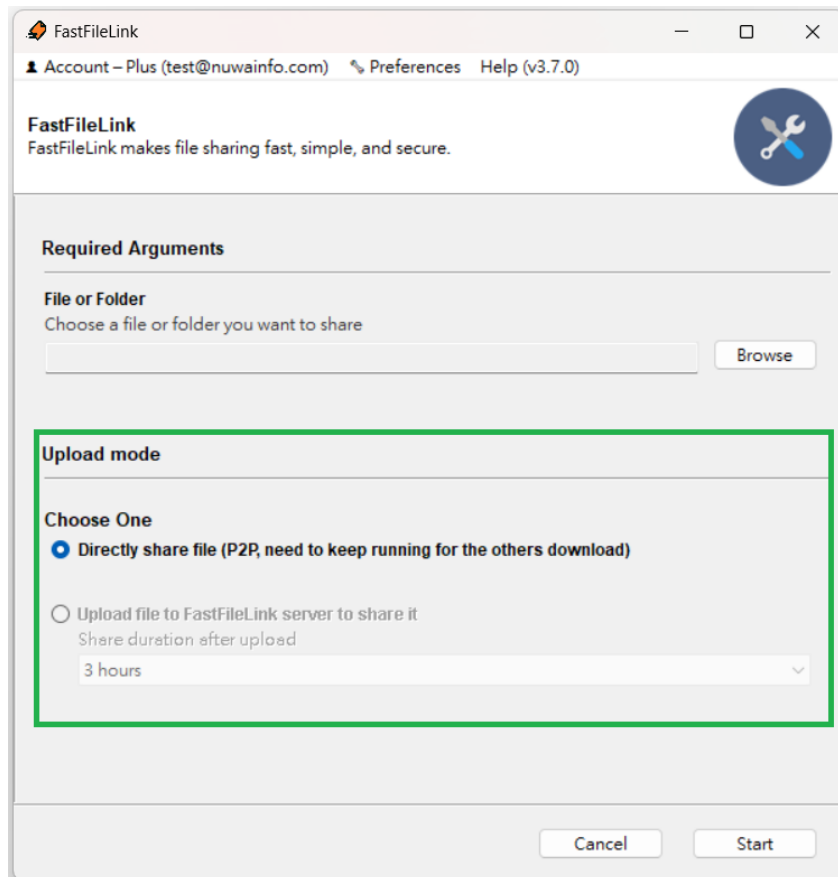 FastFileLink
Account – Plus (test@nuwainfo.com) Preferences Help (v3.7.0)
FastFileLink
FastFileLink makes file sharing fast, simple, and secure.
Required Arguments
File or Folder
Choose a file or folder you want to share
Browse
Upload mode
Choose One
Directly share file (P2P, need to keep running for the others download)
Upload file to FastFileLink server to share it
Share duration after upload
3 hours
Cancel Start